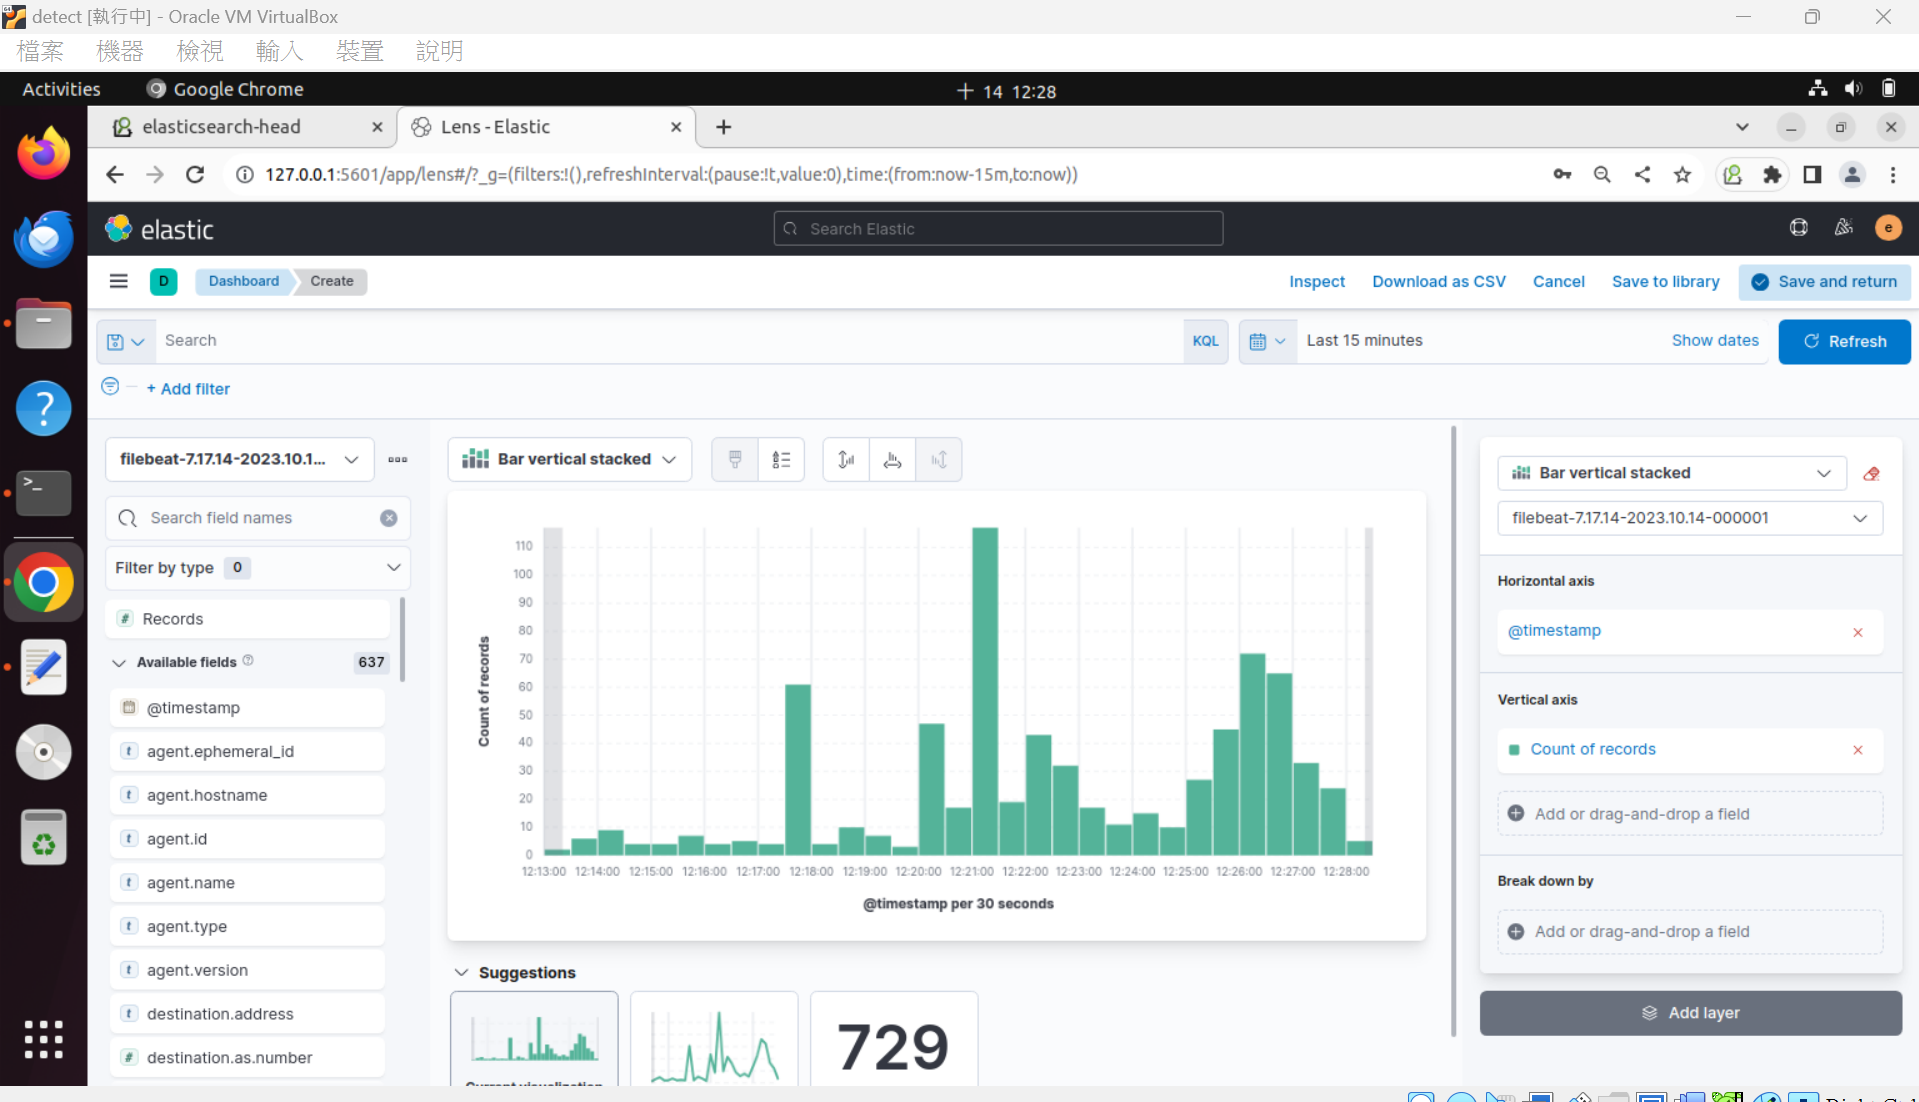 detect [執行中] - Oracle VM VirtualBox
檔案 機器 檢視 輸入 裝置 說明
Activities Google Chrome 十 14 12:28
elasticsearch-head Lens - Elastic
127.0.0.1:5601/app/lens#/?_g=(filters:!(),refreshInterval:(pause:!t,value:0),time:(from:now-15m,to:now))
elastic Search Elastic e
D Dashboard Create Inspect Download as CSV Cancel Save to library Save and return
Search KQL Last 15 minutes Show dates Refresh
+ Add filter
filebeat-7.17.14-2023.10.1...
Search field names
Filter by type 0
# Records
Available fields 637
@timestamp
t agent.ephemeral_id
t agent.hostname
t agent.id
t agent.name
t agent.type
t agent.version
t destination.address
# destination.as.number
Bar vertical stacked
Count of records
110
100
90
80
70
60
50
40
30
20
10
0
12:13:00 12:14:00 12:15:00 12:16:00 12:17:00 12:18:00 12:19:00 12:20:00 12:21:00 12:22:00 12:23:00 12:24:00 12:25:00 12:26:00 12:27:00 12:28:00
@timestamp per 30 seconds
Suggestions
Current visualization
729
Bar vertical stacked
filebeat-7.17.14-2023.10.14-000001
Horizontal axis
@timestamp
Vertical axis
Count of records
Add or drag-and-drop a field
Break down by
Add or drag-and-drop a field
Add layer